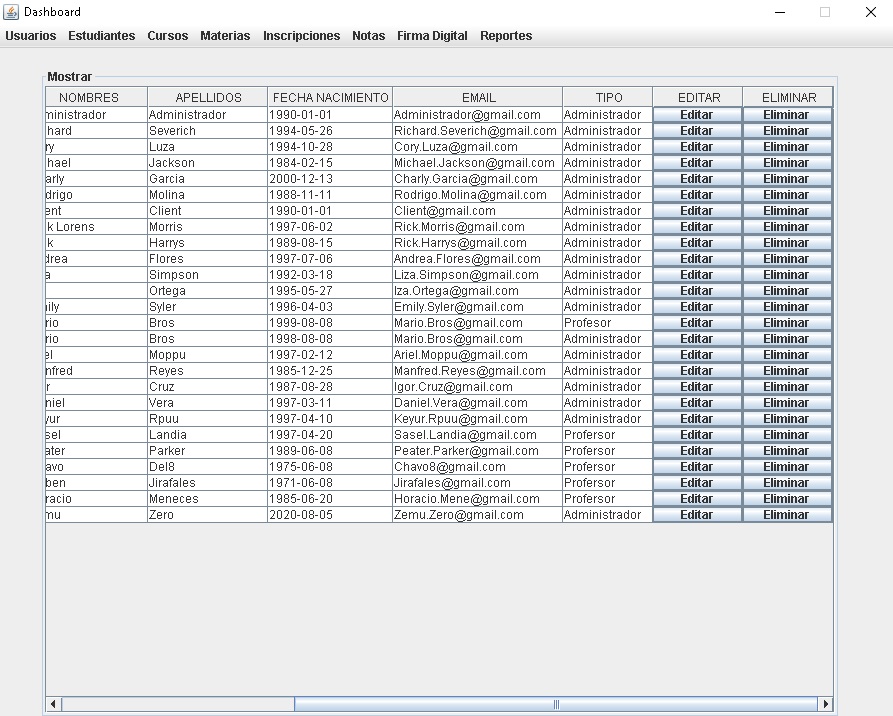 Dashboard
Usuarios Estudiantes Cursos Materias Inscripciones Notas Firma Digital Reportes
Mostrar
NOMBRES APELLIDOS FECHA NACIMIENTO EMAIL TIPO EDITAR ELIMINAR
ministrador Administrador 1990-01-01 Administrador@gmail.com Administrador Editar Eliminar
hard Severich 1994-05-26 Richard.Severich@gmail.com Administrador Editar Eliminar
ry Luza 1994-10-28 Cory.Luza@gmail.com Administrador Editar Eliminar
hael Jackson 1984-02-15 Michael.Jackson@gmail.com Administrador Editar Eliminar
arly Garcia 2000-12-13 Charly.Garcia@gmail.com Administrador Editar Eliminar
drigo Molina 1988-11-11 Rodrigo.Molina@gmail.com Administrador Editar Eliminar
ent Client 1990-01-01 Client@gmail.com Administrador Editar Eliminar
k Lorens Morris 1997-06-02 Rick.Morris@gmail.com Administrador Editar Eliminar
k Harrys 1989-08-15 Rick.Harrys@gmail.com Administrador Editar Eliminar
drea Flores 1997-07-06 Andrea.Flores@gmail.com Administrador Editar Eliminar
a Simpson 1992-03-18 Liza.Simpson@gmail.com Administrador Editar Eliminar
Ortega 1995-05-27 Iza.Ortega@gmail.com Administrador Editar Eliminar
ily Syler 1996-04-03 Emily.Syler@gmail.com Administrador Editar Eliminar
rio Bros 1999-08-08 Mario.Bros@gmail.com Profesor Editar Eliminar
rio Bros 1998-08-08 Mario.Bros@gmail.com Administrador Editar Eliminar
el Moppu 1997-02-12 Ariel.Moppu@gmail.com Administrador Editar Eliminar
nfred Reyes 1985-12-25 Manfred.Reyes@gmail.com Administrador Editar Eliminar
r Cruz 1987-08-28 Igor.Cruz@gmail.com Administrador Editar Eliminar
niel Vera 1997-03-11 Daniel.Vera@gmail.com Administrador Editar Eliminar
yur Rpuu 1997-04-10 Keyur.Rpuu@gmail.com Administrador Editar Eliminar
sel Landia 1997-04-20 Sasel.Landia@gmail.com Profersor Editar Eliminar
ater Parker 1989-06-08 Peater.Parker@gmail.com Profersor Editar Eliminar
avo Del8 1975-06-08 Chavo8@gmail.com Profersor Editar Eliminar
ben Jirafales 1971-06-08 Jirafales@gmail.com Profersor Editar Eliminar
racio Meneces 1985-06-20 Horacio.Mene@gmail.com Profersor Editar Eliminar
mu Zero 2020-08-05 Zemu.Zero@gmail.com Administrador Editar Eliminar